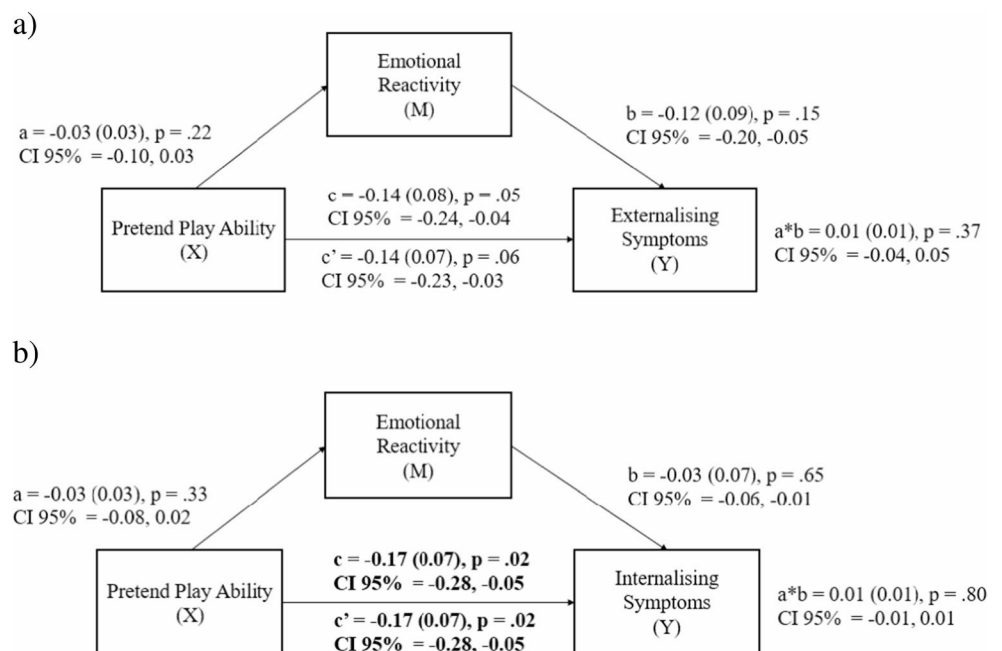 a)
Emotional
Reactivity
(M)
a = -0.03 (0.03), p = .22
CI 95% = -0.10, 0.03
b = -0.12 (0.09), p = .15
CI 95% = -0.20, -0.05
Pretend Play Ability
(X)
c = -0.14 (0.08), p = .05
CI 95% = -0.24, -0.04
c’ = -0.14 (0.07), p = .06
CI 95% = -0.23, -0.03
Externalising
Symptoms
(Y)
a*b = 0.01 (0.01), p = .37
CI 95% = -0.04, 0.05
b)
Emotional
Reactivity
(M)
a = -0.03 (0.03), p = .33
CI 95% = -0.08, 0.02
b = -0.03 (0.07), p = .65
CI 95% = -0.06, -0.01
Pretend Play Ability
(X)
c = -0.17 (0.07), p = .02
CI 95% = -0.28, -0.05
c’ = -0.17 (0.07), p = .02
CI 95% = -0.28, -0.05
Internalising
Symptoms
(Y)
a*b = 0.01 (0.01), p = .80
CI 95% = -0.01, 0.01